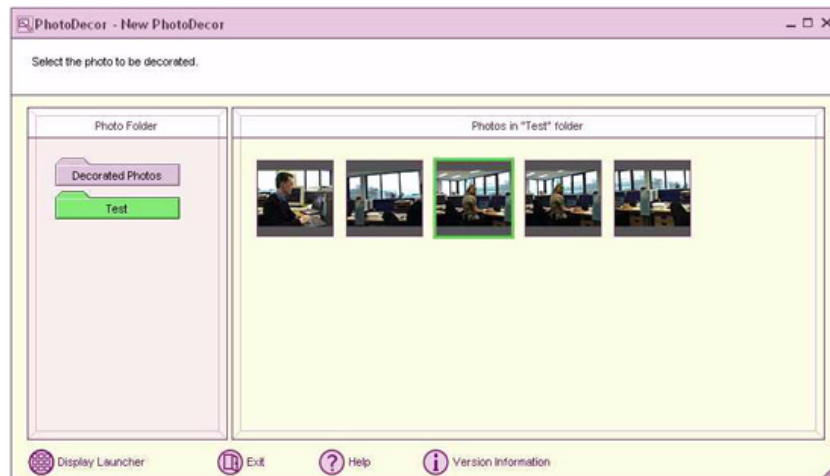 PhotoDecor - New PhotoDecor
Select the photo to be decorated.
Photo Folder
Photos in "Test" folder
Decorated Photos
Test
Display Launcher
Exit
Help
Version Information